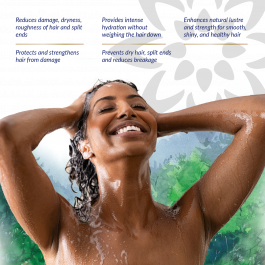 Reduces damage, dryness,
roughness of hair and split
ends
Provides intense
hydration without
weighing the hair down
Enhances natural lustre
and strength for smooth,
shiny, and healthy hair
Protects and strengthens
hair from damage
Prevents dry hair, split ends
and reduces breakage